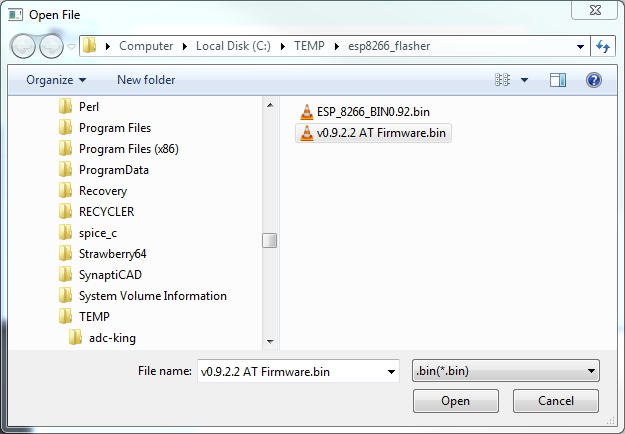 Open File
Computer Local Disk (C:) TEMP esp8266_flasher
Organize New folder
Perl
Program Files
Program Files (x86)
ProgramData
Recovery
RECYCLER
spice_c
Strawberry64
SynaptiCAD
System Volume Information
TEMP
adc-king
ESP_8266_BIN0.92.bin
v0.9.2.2 AT Firmware.bin
File name: v0.9.2.2 AT Firmware.bin .bin(*.bin)
Open Cancel